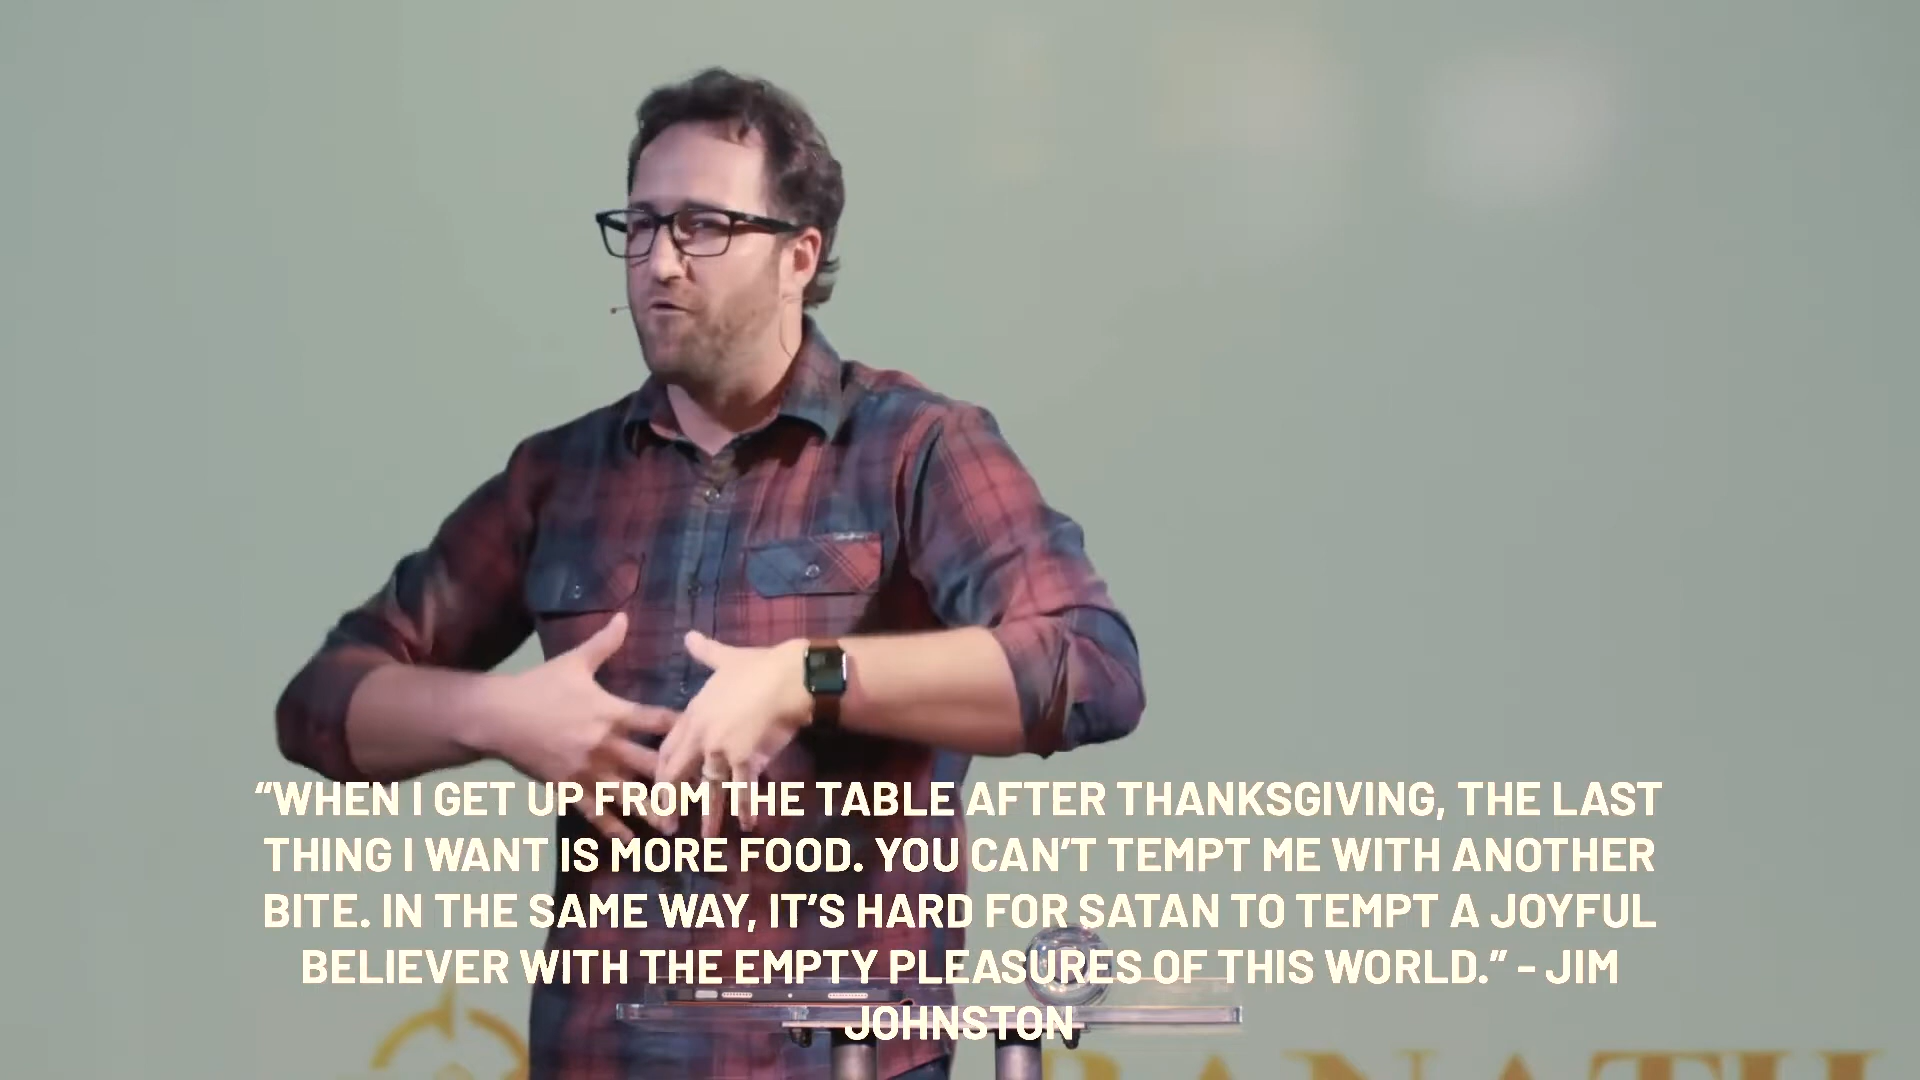 “WHEN I GET UP FROM THE TABLE AFTER THANKSGIVING, THE LAST
THING I WANT IS MORE FOOD. YOU CAN’T TEMPT ME WITH ANOTHER
BITE. IN THE SAME WAY, IT’S HARD FOR SATAN TO TEMPT A JOYFUL
BELIEVER WITH THE EMPTY PLEASURES OF THIS WORLD.” - JIM
JOHNSTON